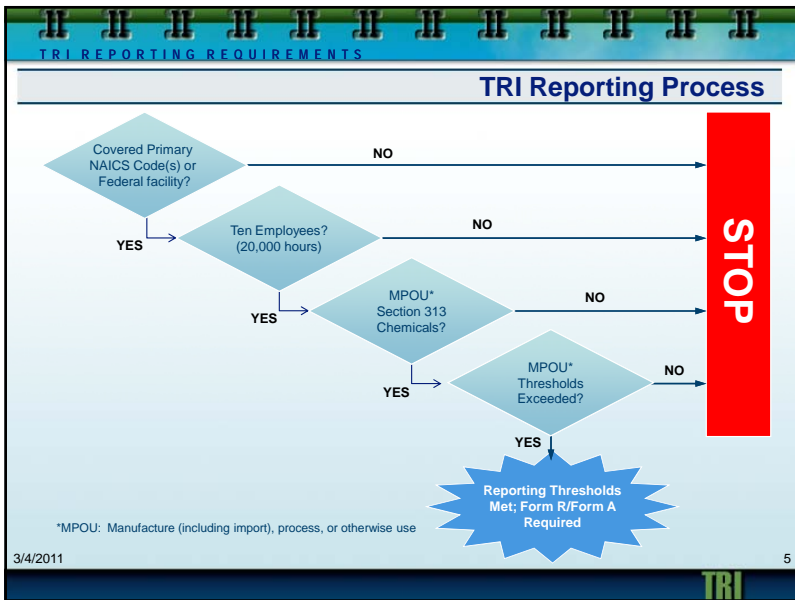 TRI REPORTING REQUIREMENTS
TRI Reporting Process
Covered Primary
NAICS Code(s) or
Federal facility?
NO
YES
Ten Employees?
(20,000 hours)
NO
YES
MPOU*
Section 313
Chemicals?
NO
YES
MPOU*
Thresholds
Exceeded?
NO
YES
STOP
Reporting Thresholds
Met; Form R/Form A
Required
*MPOU: Manufacture (including import), process, or otherwise use
3/4/2011
5
TRI